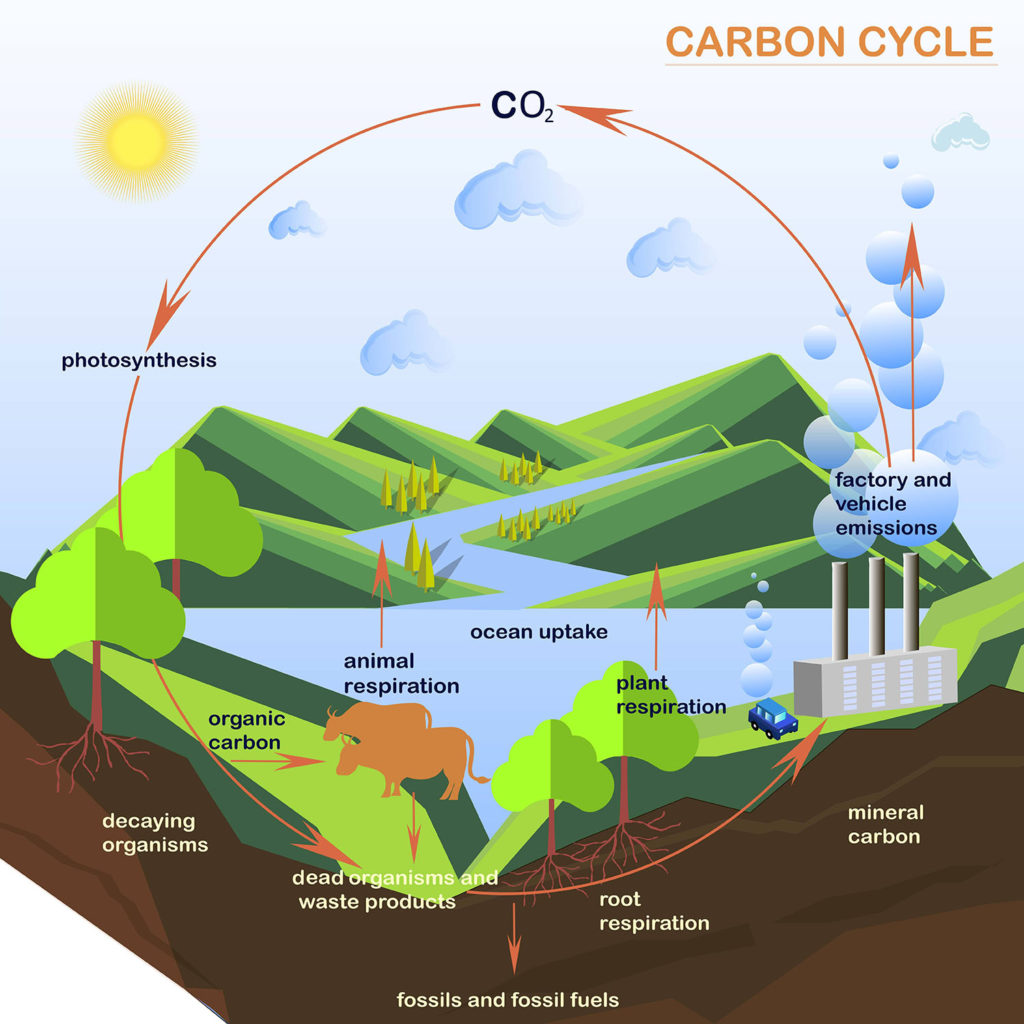 CARBON CYCLE
CO₂
photosynthesis
factory and
vehicle
emissions
ocean uptake
animal
respiration
plant
respiration
organic
carbon
decaying
organisms
mineral
carbon
dead organisms and
waste products
root
respiration
fossils and fossil fuels